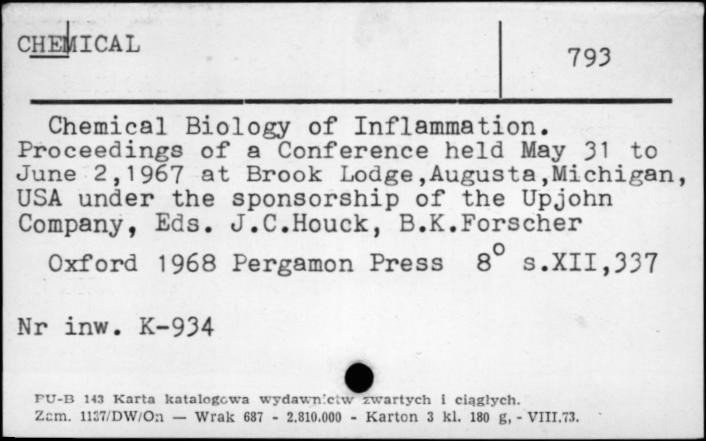 CHEMICAL
793
Chemical Biology of Inflammation.
Proceedings of a Conference held May 31 to
June 2,1967 at Brook Lodge,Augusta,Michigan,
USA under the sponsorship of the Upjohn
Company, Eds. J.C.Houck, B.K.Forscher
Oxford 1968 Pergamon Press 8° s.XII,337
Nr inw. K-934
PU-B 143 Karta katalogowa wydawnictw zwartych i ciągłych.
Zam. 1137/DW/On — Wrak 687 - 2.810.000 - Karton 3 kl. 180 g, - VIII.73.